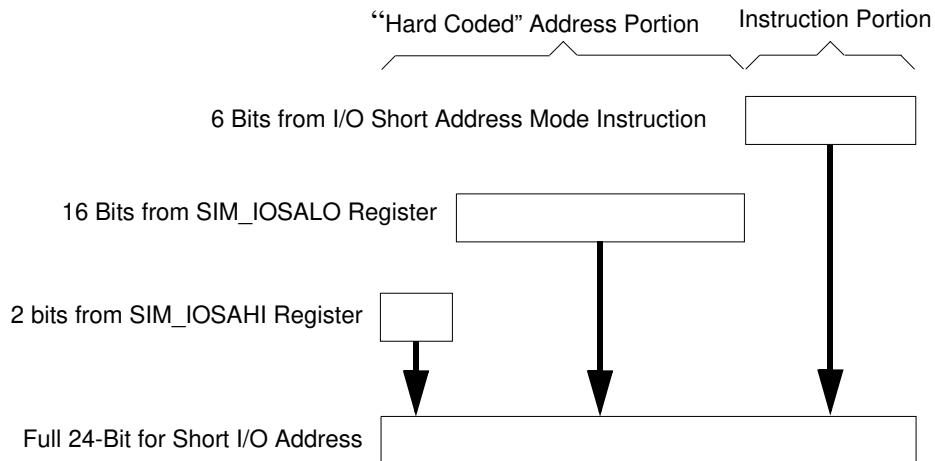 “Hard Coded” Address Portion
Instruction Portion
6 Bits from I/O Short Address Mode Instruction
16 Bits from SIM_IOSALO Register
2 bits from SIM_IOSAHI Register
Full 24-Bit for Short I/O Address